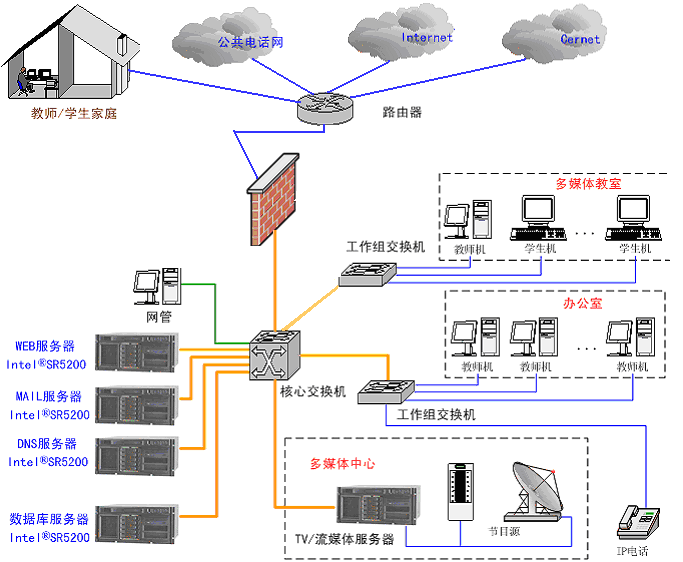 公共电话网
Internet
Cernet
教师/学生家庭
路由器
多媒体教室
教师机
学生机
...
学生机
工作组交换机
网管
办公室
教师机
教师机
...
教师机
WEB服务器
Intel®SR5200
核心交换机
MAIL服务器
Intel®SR5200
工作组交换机
DNS服务器
Intel®SR5200
多媒体中心
数据库服务器
Intel®SR5200
TV/流媒体服务器
节目源
IP电话